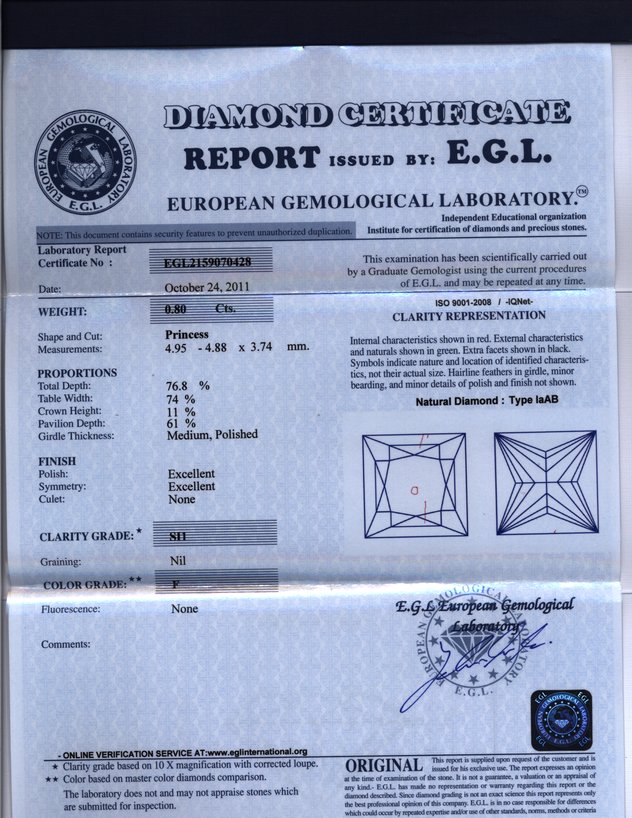 EUROPEAN GEMOLOGICAL LABORATORY
E.G.L.
DIAMOND CERTIFICATE
REPORT ISSUED BY: E.G.L.
EUROPEAN GEMOLOGICAL LABORATORY.™
Independent Educational organization
Institute for certification of diamonds and precious stones.
NOTE: This document contains security features to prevent unauthorized duplication.
Laboratory Report
Certificate No : EGL2159070428
Date: October 24, 2011
This examination has been scientifically carried out
by a Graduate Gemologist using the current procedures
of E.G.L. and may be repeated at any time.
WEIGHT: 0.80 Cts.
Shape and Cut: Princess
Measurements: 4.95 - 4.88 x 3.74 mm.
PROPORTIONS
Total Depth: 76.8 %
Table Width: 74 %
Crown Height: 11 %
Pavilion Depth: 61 %
Girdle Thickness: Medium, Polished
FINISH
Polish: Excellent
Symmetry: Excellent
Culet: None
CLARITY GRADE: * SI1
Graining: Nil
COLOR GRADE: ** F
Fluorescence: None
Comments:
ISO 9001-2008 / -IQNet-
CLARITY REPRESENTATION
Internal characteristics shown in red. External characteristics
and naturals shown in green. Extra facets shown in black.
Symbols indicate nature and location of identified characteris-
tics, not their actual size. Hairline feathers in girdle, minor
bearding, and minor details of polish and finish not shown.
Natural Diamond : Type IaAB
E.G.L European Gemological
Laboratory
EUROPEAN GEMOLOGICAL LABORATORY
E.G.L.
EGL EGL
EUROPEAN GEMOLOGICAL LABORATORY
E.G.L.
EGL EGL
- ONLINE VERIFICATION SERVICE AT:www.eglinternational.org
★ Clarity grade based on 10 X magnification with corrected loupe.
★★ Color based on master color diamonds comparison.
The laboratory does not and may not appraise stones which
are submitted for inspection.
ORIGINAL This report is supplied upon request of the customer and is
issued for his exclusive use. The report expresses an opinion
at the time of examination of the stone. It is not a guarantee, a valuation or an appraisal of
any kind.- E.G.L. has made no representation or warranty regarding this report or the
diamond described. Since diamond grading is not an exact science this report represents only
the best professional opinion of this company. E.G.L. is in no case responsible for differences
which could occur by repeated expertise and/or use of other standards, norms, methods or criteria